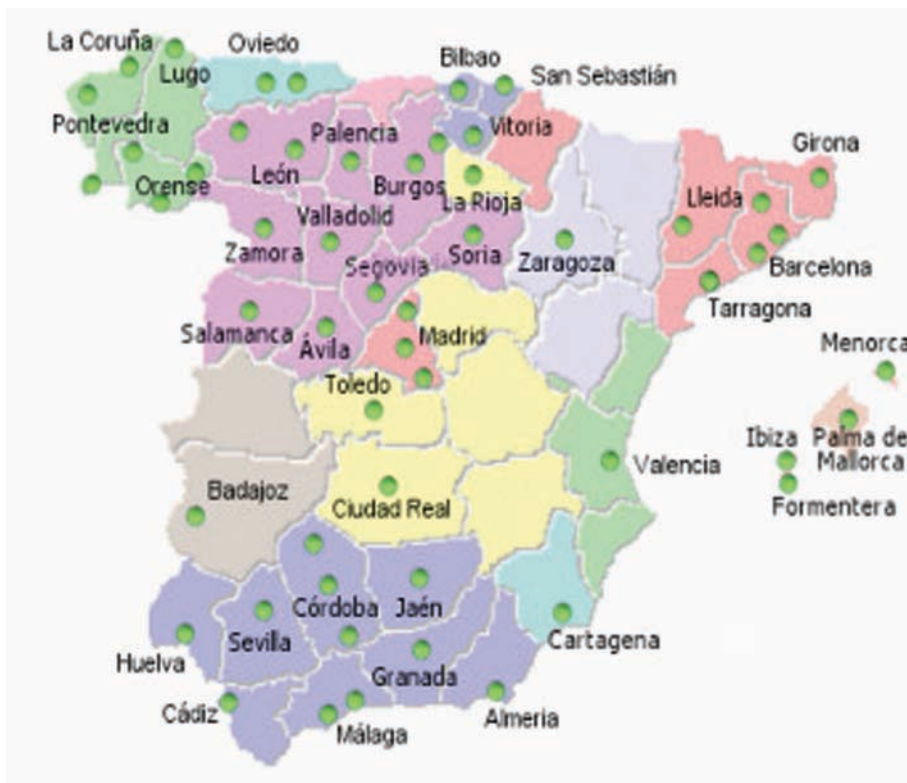 La Coruña
Oviedo
Bilbao
San Sebastián
Lugo
Pontevedra
Palencia
Vitoria
Girona
León
Orense
Burgos
La Rioja
Lleida
Valladolid
Zamora
Segovia
Soria
Zaragoza
Barcelona
Tarragona
Salamanca
Ávila
Madrid
Menorca
Toledo
Ibiza
Palma de
Mallorca
Valencia
Badajoz
Ciudad Real
Formentera
Córdoba
Jaén
Sevilla
Cartagena
Huelva
Granada
Cádiz
Málaga
Almeria